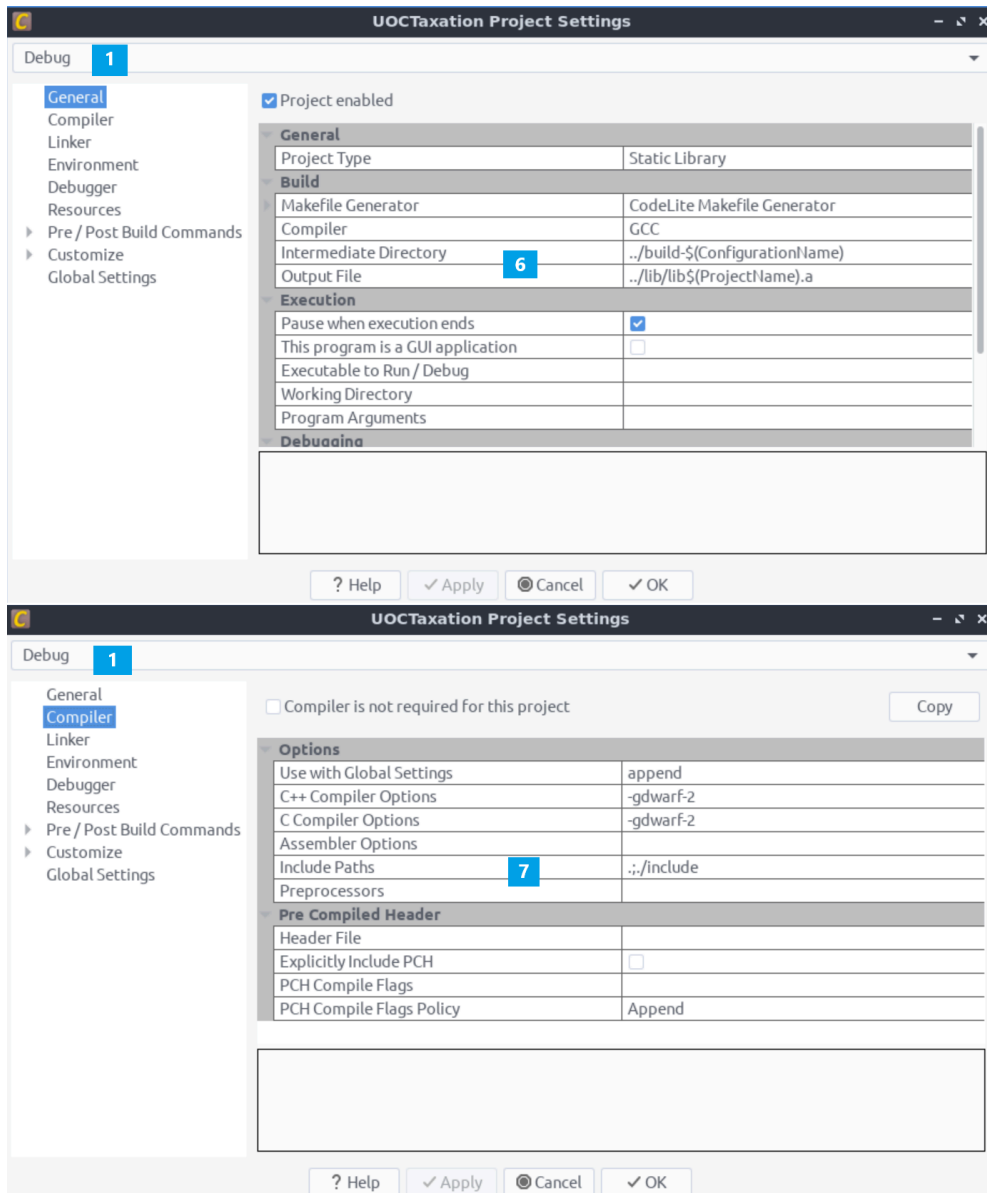 UOCTaxation Project Settings
Debug 1
General
Compiler
Linker
Environment
Debugger
Resources
Pre / Post Build Commands
Customize
Global Settings
Project enabled
General
Project Type Static Library
Build
Makefile Generator CodeLite Makefile Generator
Compiler GCC
Intermediate Directory ../build-$(ConfigurationName)
6
Output File ../lib/lib$(ProjectName).a
Execution
Pause when execution ends
This program is a GUI application
Executable to Run / Debug
Working Directory
Program Arguments
Debugging
? Help Apply Cancel OK
UOCTaxation Project Settings
Debug 1
General
Compiler
Linker
Environment
Debugger
Resources
Pre / Post Build Commands
Customize
Global Settings
Compiler is not required for this project Copy
Options
Use with Global Settings append
C++ Compiler Options -gdwarf-2
C Compiler Options -gdwarf-2
Assembler Options
Include Paths 7 .;./include
Preprocessors
Pre Compiled Header
Header File
Explicitly Include PCH
PCH Compile Flags
PCH Compile Flags Policy Append
? Help Apply Cancel OK